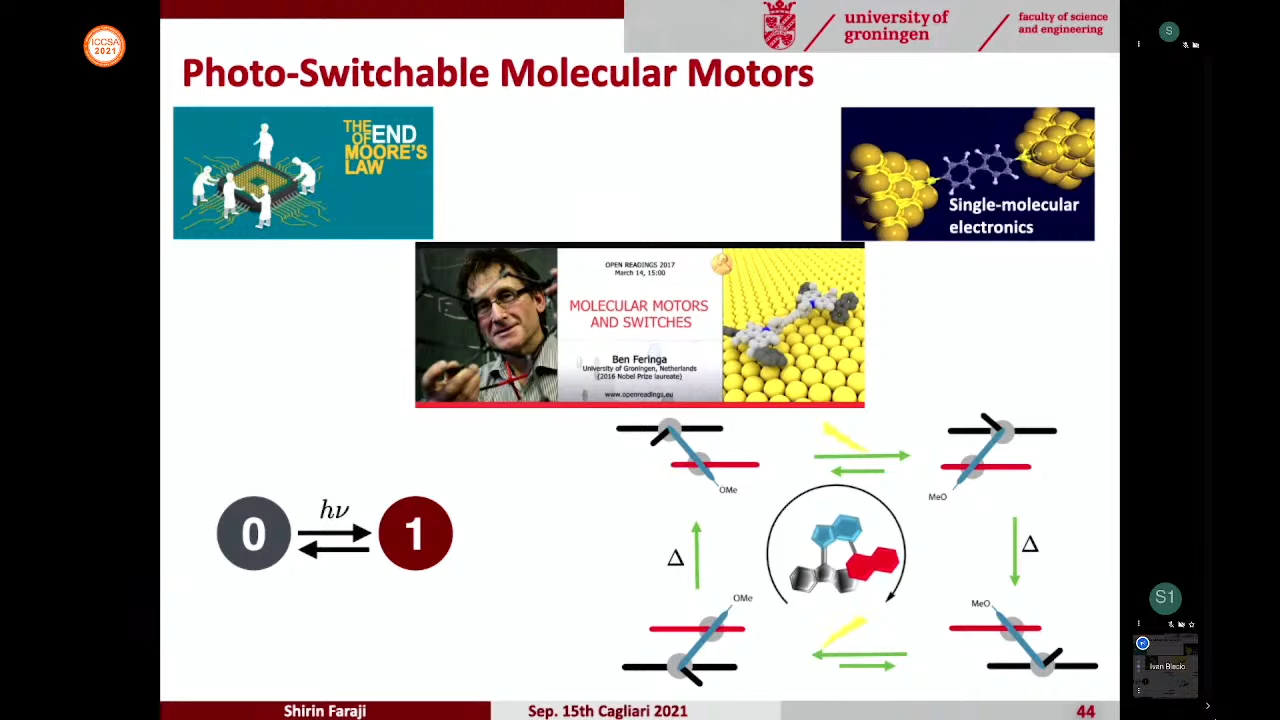 ICCSA
2021
university of
groningen
faculty of science
and engineering
Photo-Switchable Molecular Motors
THE END
OF
MOORE'S
LAW
Single-molecular
electronics
OPEN READINGS 2017
March 14, 15:00
MOLECULAR MOTORS
AND SWITCHES
Ben Feringa
University of Groningen, Netherlands
(2016 Nobel Prize laureate)
www.openreadings.eu
OMe
MeO
0
hν
1
Δ
Δ
OMe
MeO
Shirin Faraji
Sep. 15th Cagliari 2021
44
S
S1
Ivan Blecic